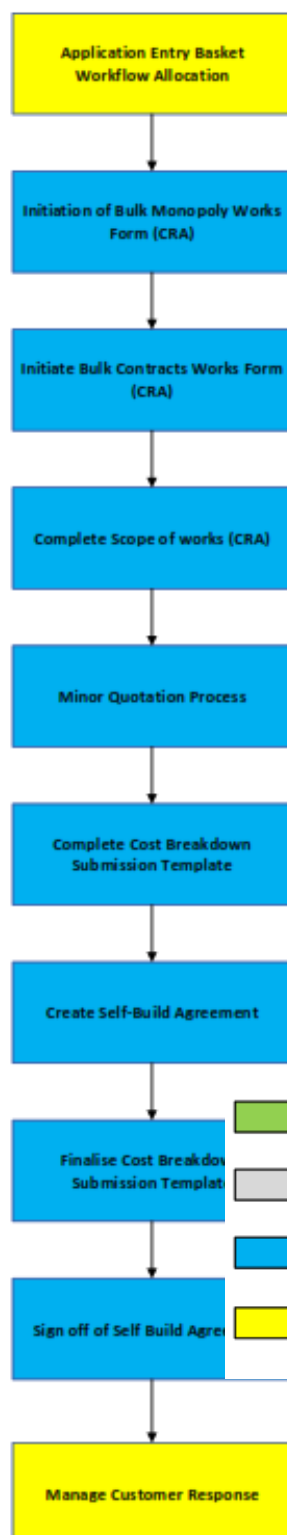 Application Entry Basket
Workflow Allocation
Initiation of Bulk Monopoly Works
Form (CRA)
Initiate Bulk Contracts Works Form
(CRA)
Complete Scope of works (CRA)
Minor Quotation Process
Complete Cost Breakdown
Submission Template
Create Self-Build Agreement
Finalise Cost Breakdow
Submission Templat
Sign off of Self Build Agre
Manage Customer Response